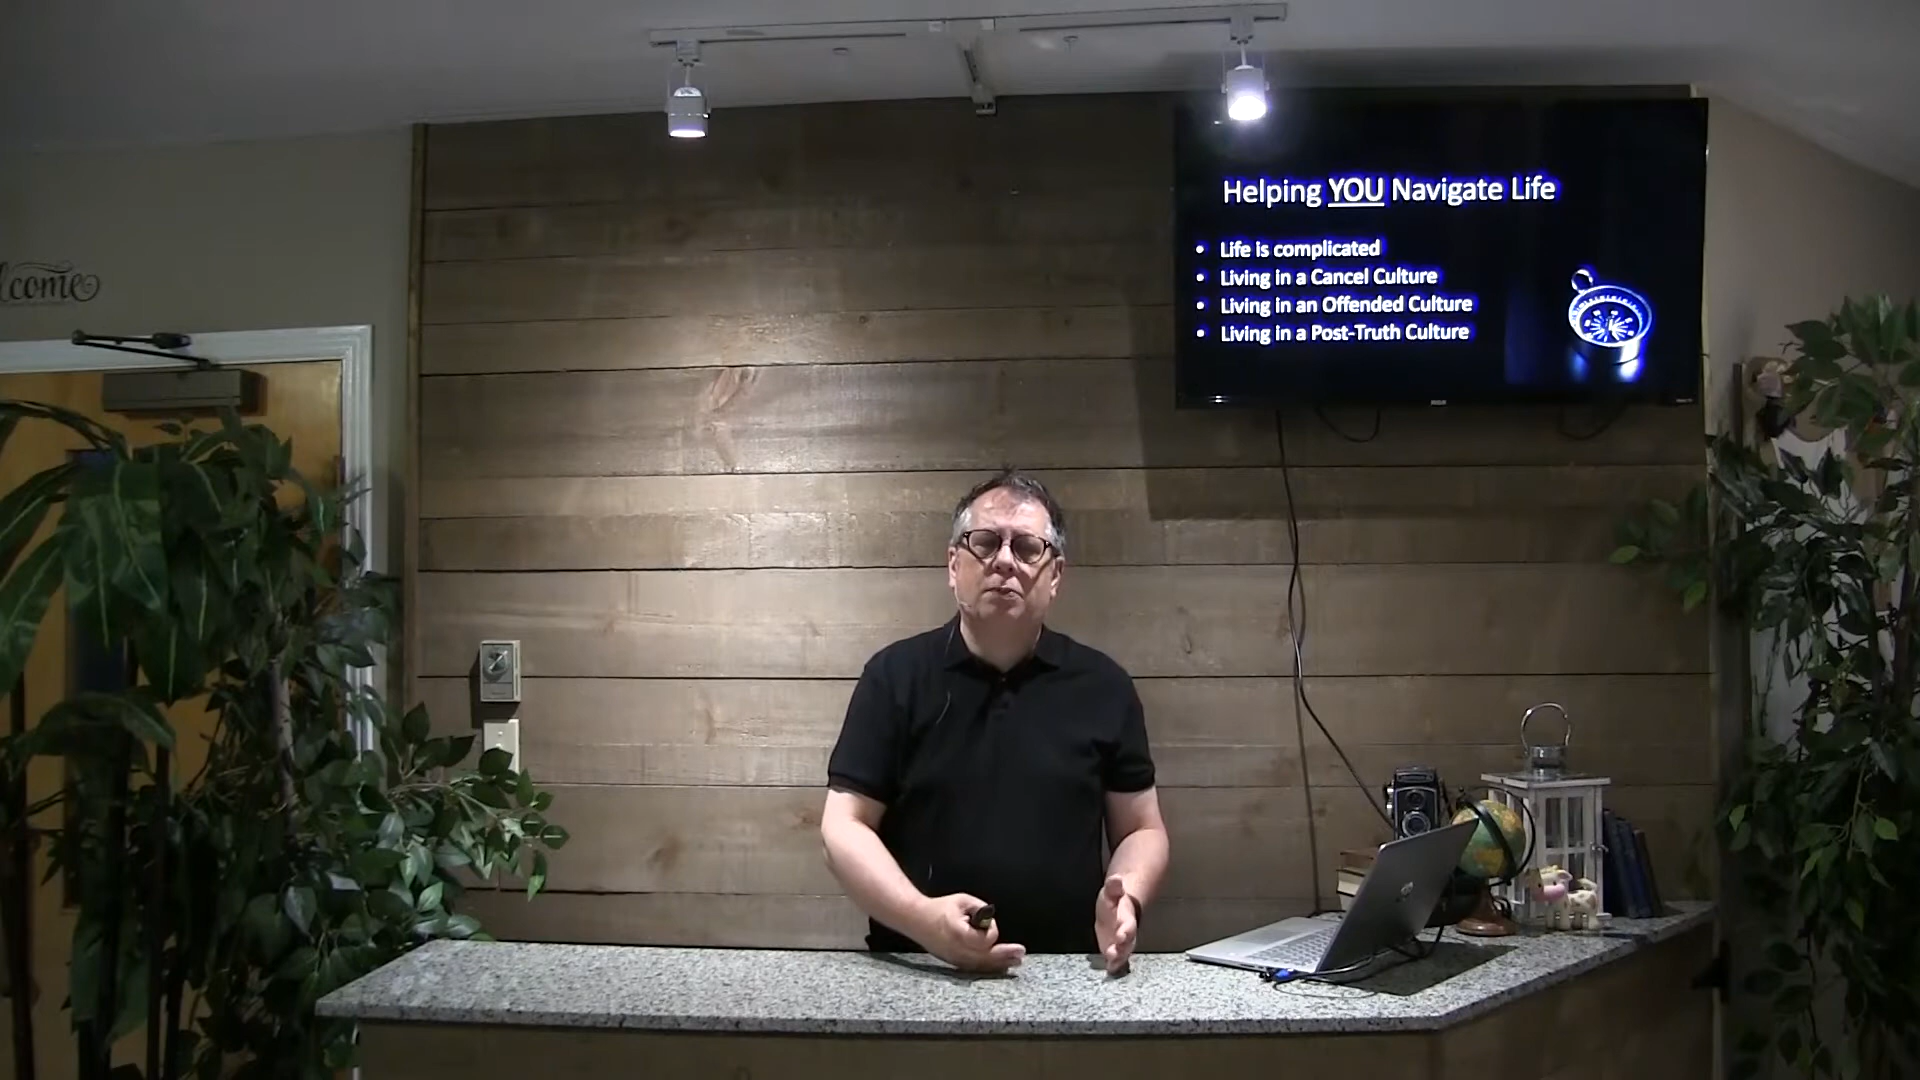 lcome
Helping YOU Navigate Life
• Life is complicated
• Living in a Cancel Culture
• Living in an Offended Culture
• Living in a Post-Truth Culture